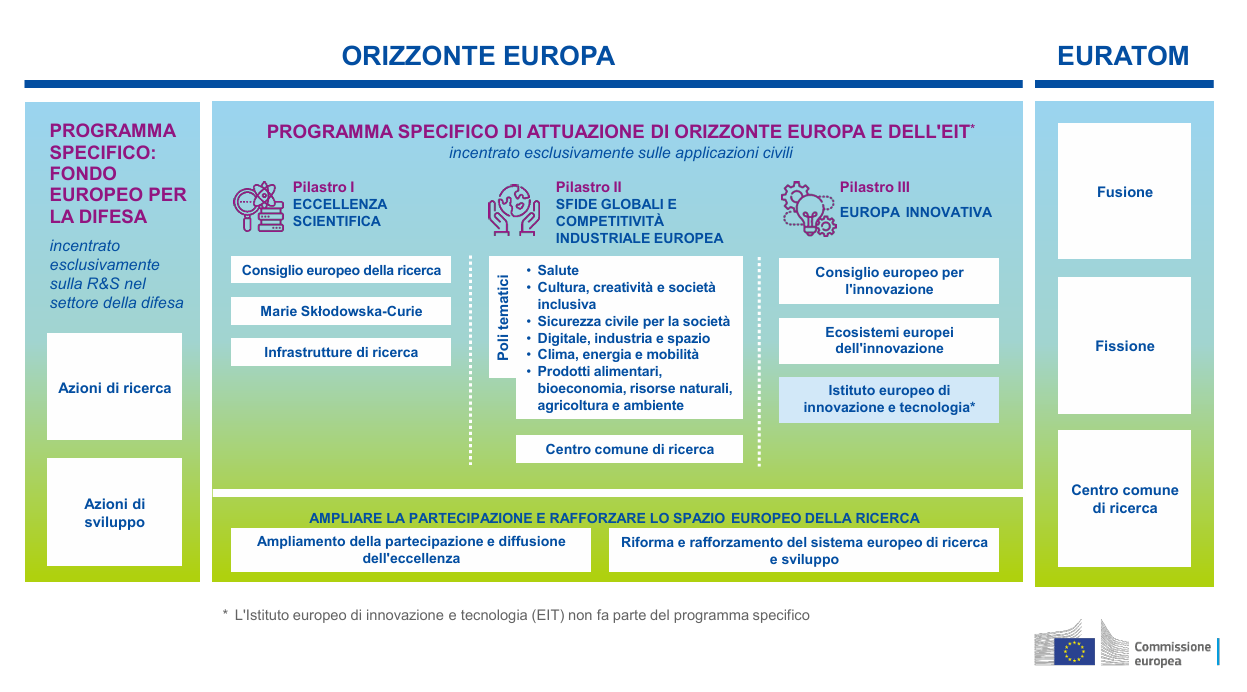 ORIZZONTE EUROPA
EURATOM
PROGRAMMA
SPECIFICO:
FONDO
EUROPEO PER
LA DIFESA
incentrato
esclusivamente
sulla R&S nel
settore della difesa
Azioni di ricerca
Azioni di
sviluppo
PROGRAMMA SPECIFICO DI ATTUAZIONE DI ORIZZONTE EUROPA E DELL'EIT*
incentrato esclusivamente sulle applicazioni civili
Pilastro I
ECCELLENZA
SCIENTIFICA
Consiglio europeo della ricerca
Marie Skłodowska-Curie
Infrastrutture di ricerca
Pilastro II
SFIDE GLOBALI E
COMPETITIVITÀ
INDUSTRIALE EUROPEA
Poli tematici
• Salute
• Cultura, creatività e società
inclusiva
• Sicurezza civile per la società
• Digitale, industria e spazio
• Clima, energia e mobilità
• Prodotti alimentari,
bioeconomia, risorse naturali,
agricoltura e ambiente
Centro comune di ricerca
Pilastro III
EUROPA INNOVATIVA
Consiglio europeo per
l'innovazione
Ecosistemi europei
dell'innovazione
Istituto europeo di
innovazione e tecnologia*
AMPLIARE LA PARTECIPAZIONE E RAFFORZARE LO SPAZIO EUROPEO DELLA RICERCA
Ampliamento della partecipazione e diffusione
dell'eccellenza
Riforma e rafforzamento del sistema europeo di ricerca
e sviluppo
Fusione
Fissione
Centro comune
di ricerca
* L'Istituto europeo di innovazione e tecnologia (EIT) non fa parte del programma specifico
Commissione
europea